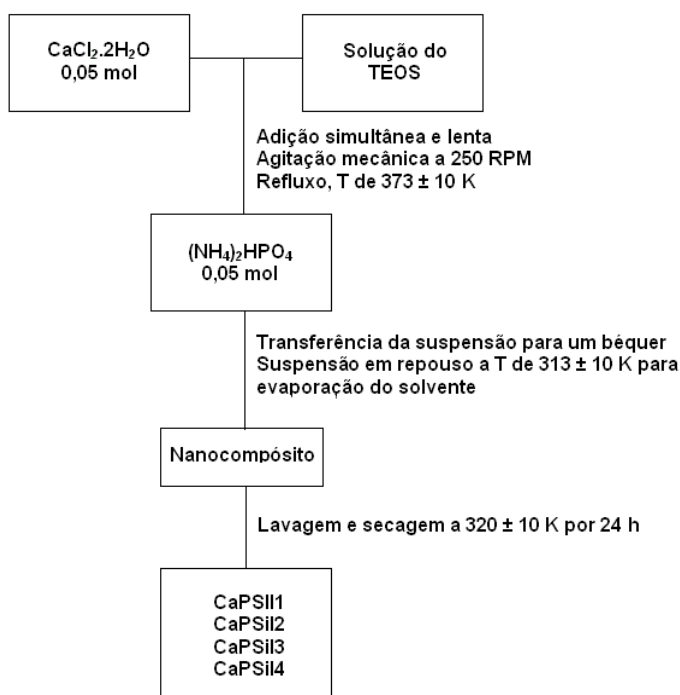 CaCl₂.2H₂O
0,05 mol
Solução do
TEOS
Adição simultânea e lenta
Agitação mecânica a 250 RPM
Refluxo, T de 373 ± 10 K
(NH₄)₂HPO₄
0,05 mol
Transferência da suspensão para um béquer
Suspensão em repouso a T de 313 ± 10 K para
evaporação do solvente
Nanocompósito
Lavagem e secagem a 320 ± 10 K por 24 h
CaPSIl1
CaPSil2
CaPSil3
CaPSil4